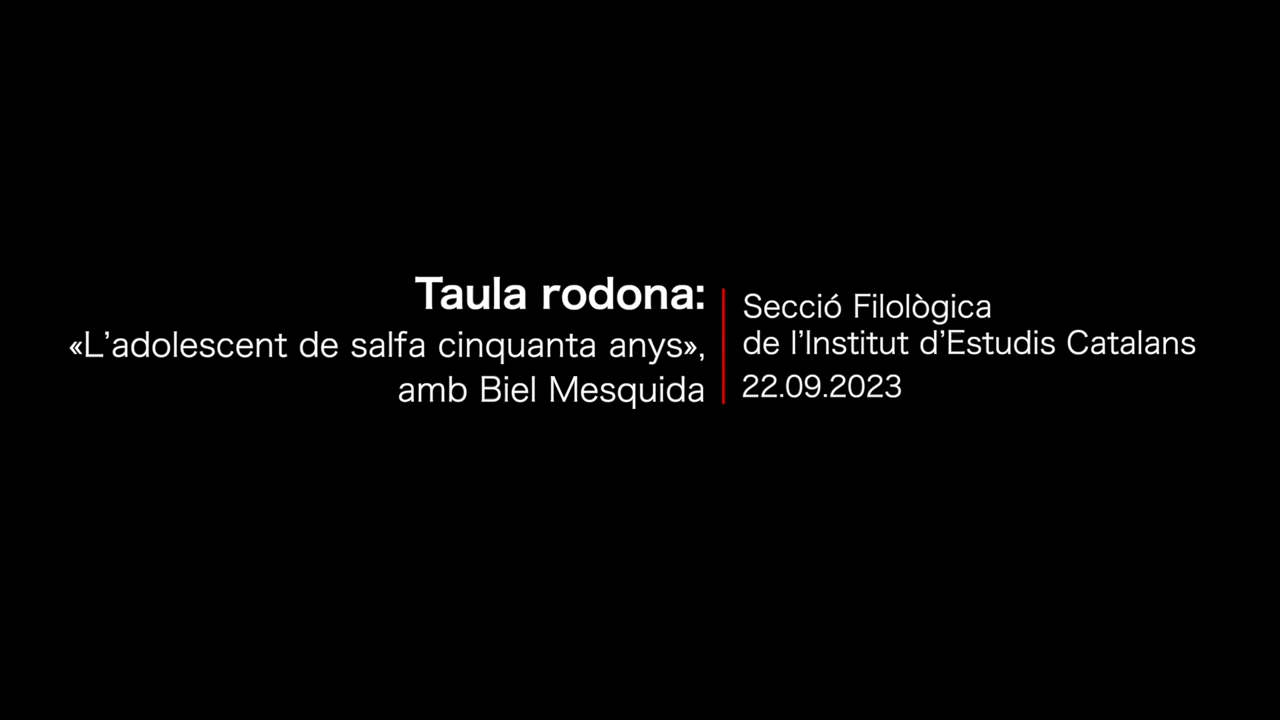 Taula rodona:
«L’adolescent de salfa cinquanta anys»,
amb Biel Mesquida
Secció Filològica
de l’Institut d’Estudis Catalans
22.09.2023